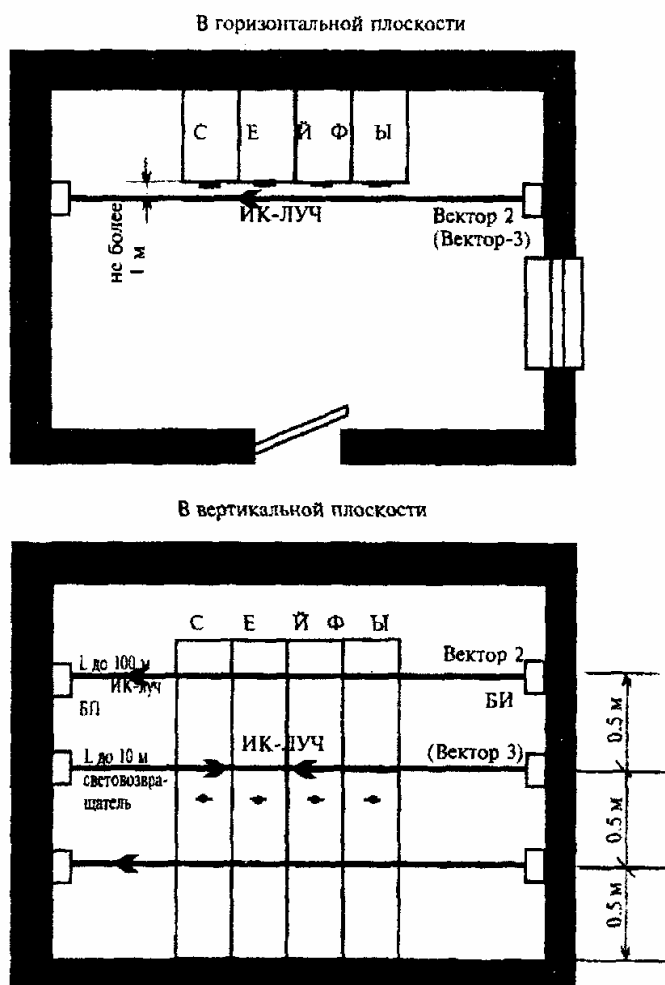 В горизонтальной плоскости
С Е Й Ф Ы
ИК-ЛУЧ
Вектор 2
(Вектор-3)
не более
1 м
В вертикальной плоскости
С Е Й Ф Ы
L до 100 м
ИК-луч
БП
Вектор 2
БИ
ИК-ЛУЧ
(Вектор 3)
L до 10 м
световозвра-
щатель
0.5 м
0.5 м
0.5 м